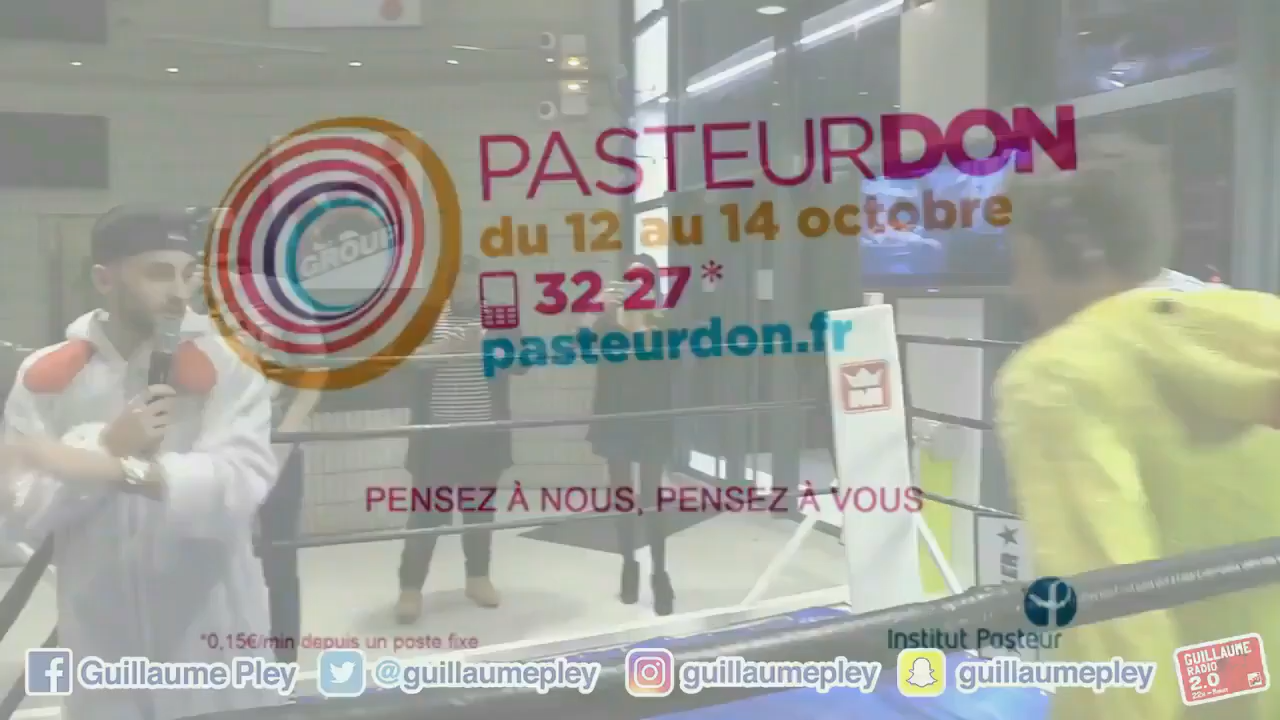 PASTEURDON
du 12 au 14 octobre
GROUP
32 27*
pasteurdon.fr
PENSEZ À NOUS, PENSEZ À VOUS
*0,15€/min depuis un poste fixe
Institut Pasteur
Guillaume Pley
@guillaumepley
guillaumepley
guillaumepley
GUILLAUME
RADIO
2.0